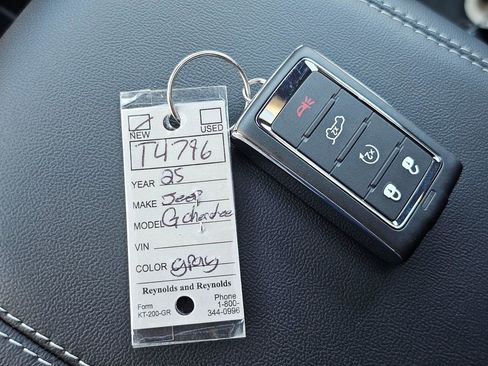 NEW USED
T4796
YEAR 25
MAKE Jeep
MODEL G cherokee
VIN
COLOR gray
Reynolds and Reynolds
Form Phone
KT-200-GR 1-800-
344-0996
2x